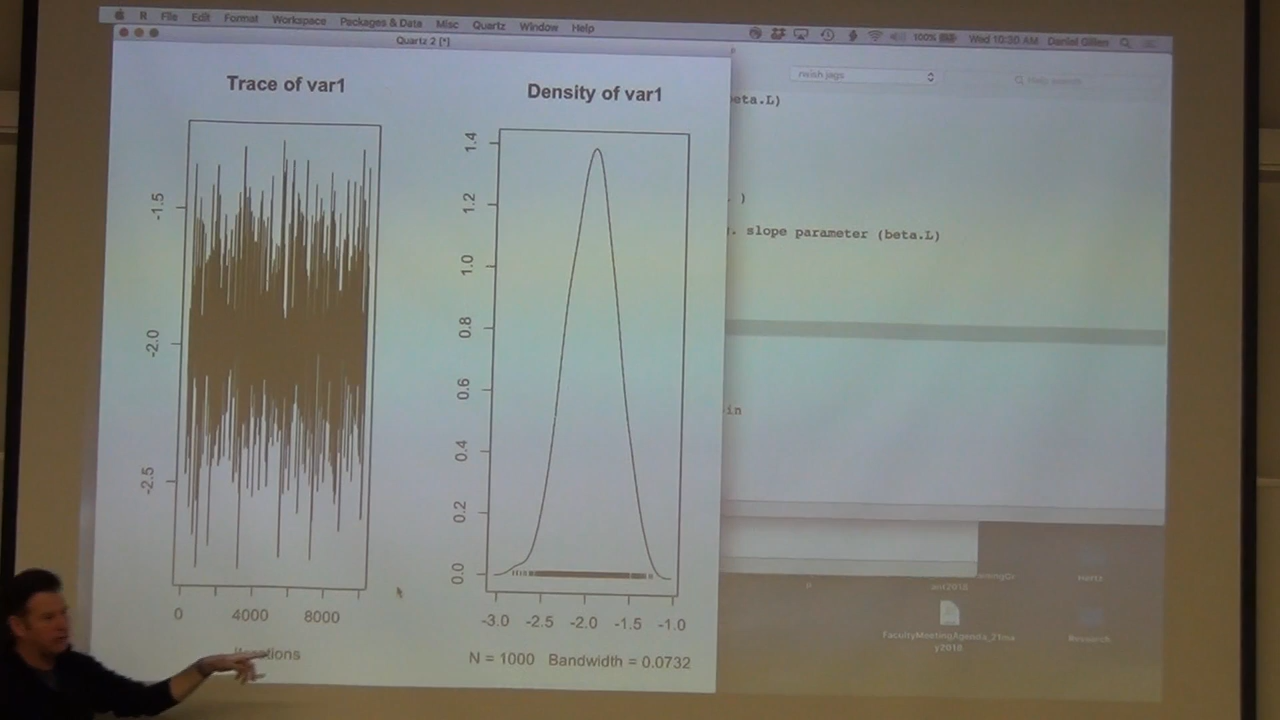 R File Edit Format Workspace Packages & Data Misc Quartz Window Help
100% Wed 10:30 AM Daniel Gillen
Quartz 2 [*]
rwish jags
Help search
Trace of var1
Density of var1
beta.L)
)
slope parameter (beta.L)
in
-1.5
-2.0
-2.5
0 4000 8000
Iterations
1.4
1.2
1.0
0.8
0.6
0.4
0.2
0.0
-3.0 -2.5 -2.0 -1.5 -1.0
N = 1000 Bandwidth = 0.0732
FacultyMeetingAgenda_21ma
y2018
Research